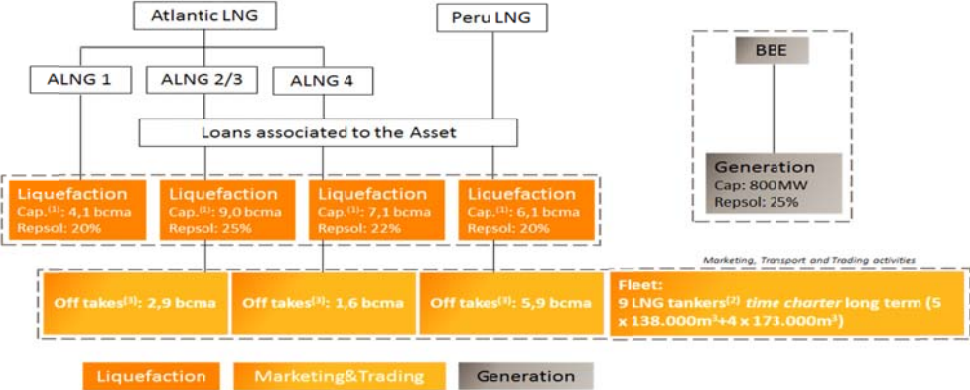 Atlantic LNG
Peru LNG
BBE
ALNG 1
ALNG 2/3
ALNG 4
Loans associated to the Asset
Generation
Cap: 800MW
Repsol: 25%
Liquefaction
Cap.⁽¹⁾: 4,1 bcma
Repsol: 20%
Liquefaction
Cap.⁽¹⁾: 9,0 bcma
Repsol: 25%
Liquefaction
Cap.⁽¹⁾: 7,1 bcma
Repsol: 22%
Liquefaction
Cap.⁽¹⁾: 6,1 bcma
Repsol: 20%
Marketing, Transport and Trading activities
Off takes⁽³⁾: 2,9 bcma
Off takes⁽³⁾: 1,6 bcma
Off takes⁽³⁾: 5,9 bcma
Fleet:
9 LNG tankers⁽²⁾ time charter long term (5
x 138.000m³+4 x 173.000m³)
Liquefaction
Marketing&Trading
Generation